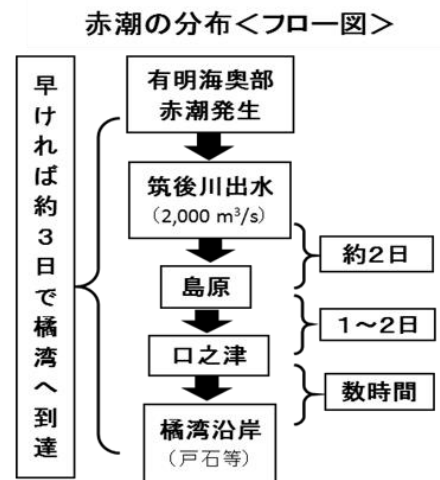 赤潮の分布＜フロー図＞
早ければ約３日で橘湾へ到達
有明海奥部
赤潮発生
筑後川出水
（2,000 m³/s）
約２日
島原
１～２日
口之津
数時間
橘湾沿岸
（戸石等）